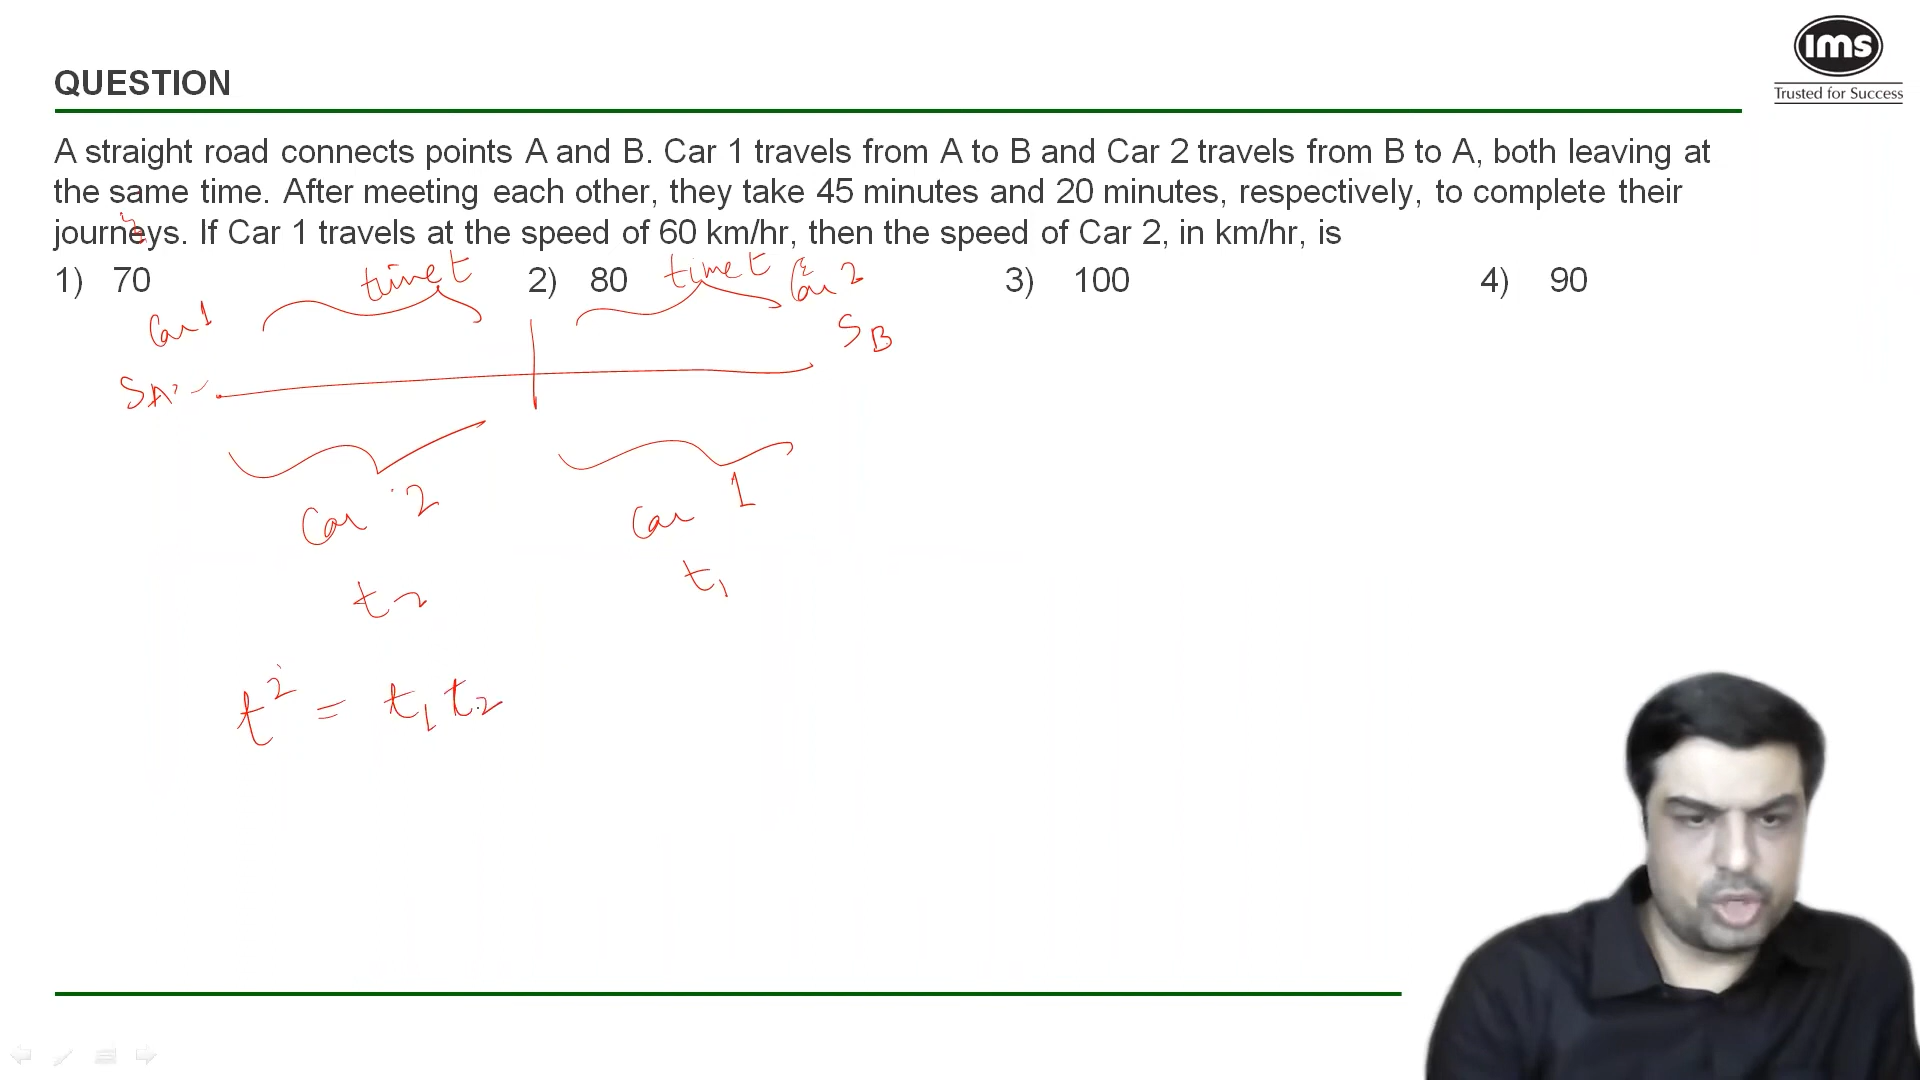 ims
Trusted for Success
QUESTION
A straight road connects points A and B. Car 1 travels from A to B and Car 2 travels from B to A, both leaving at
the same time. After meeting each other, they take 45 minutes and 20 minutes, respectively, to complete their
journeys. If Car 1 travels at the speed of 60 km/hr, then the speed of Car 2, in km/hr, is
1) 70 2) 80 3) 100 4) 90
time t time t Car 2
Car 1 SB
SA
Car 2 Car 1
t2 t1
t² = t1 t2